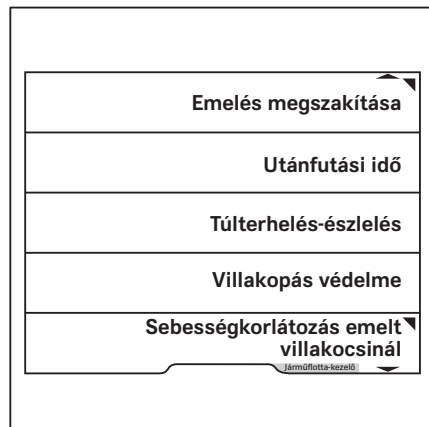 Emelés megszakítása
Utánfutási idő
Túlterhelés-észlelés
Villakopás védelme
Sebességkorlátozás emelt
villakocsinál
Járműflotta-kezelő